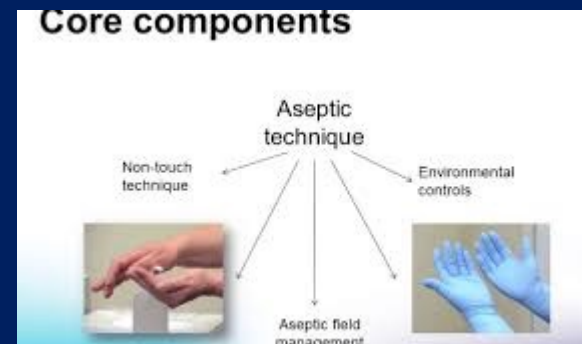 Core components
Aseptic
technique
Non-touch
technique
Environmental
controls
Aseptic field
management